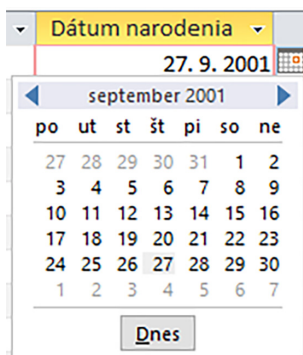 Dátum narodenia
27. 9. 2001
september 2001
po ut st št pi so ne
27 28 29 30 31 1 2
3 4 5 6 7 8 9
10 11 12 13 14 15 16
17 18 19 20 21 22 23
24 25 26 27 28 29 30
1 2 3 4 5 6 7
Dnes